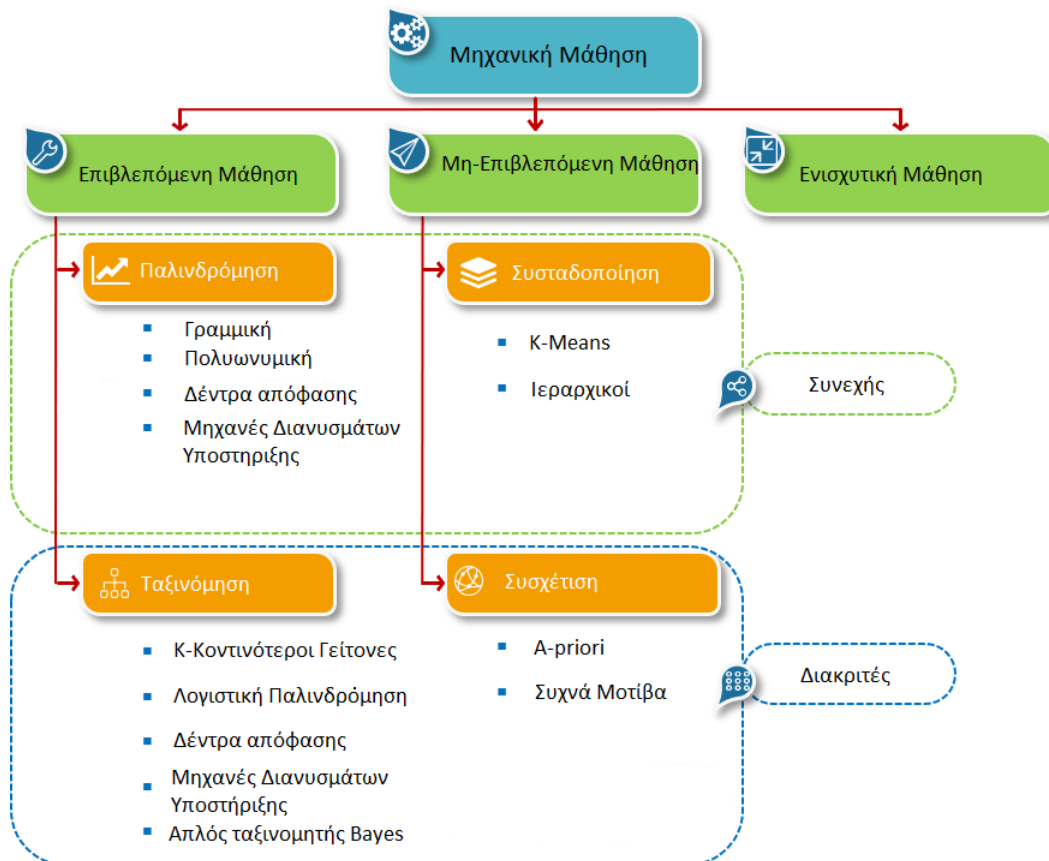 Μηχανική Μάθηση
Επιβλεπόμενη Μάθηση
Μη-Επιβλεπόμενη Μάθηση
Ενισχυτική Μάθηση
Παλινδρόμηση
Γραμμική
Πολυωνυμική
Δέντρα απόφασης
Μηχανές Διανυσμάτων
Υποστηριξης
Συσταδοποίηση
K-Means
Ιεραρχικοί
Συνεχής
Ταξινόμηση
Κ-Κοντινότεροι Γείτονες
Λογιστική Παλινδρόμηση
Δέντρα απόφασης
Μηχανές Διανυσμάτων
Υποστήριξης
Απλός ταξινομητής Bayes
Συσχέτιση
A-priori
Συχνά Μοτίβα
Διακριτές